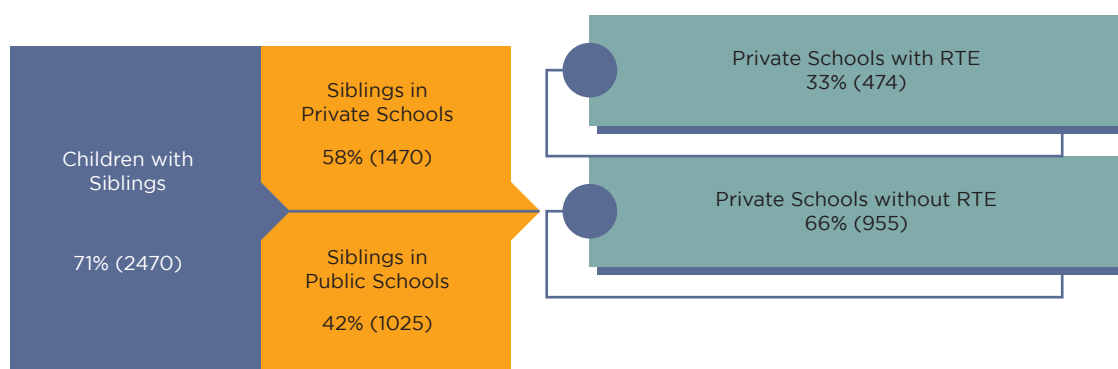 Children with
Siblings
71% (2470)
Siblings in
Private Schools
58% (1470)
Siblings in
Public Schools
42% (1025)
Private Schools with RTE
33% (474)
Private Schools without RTE
66% (955)